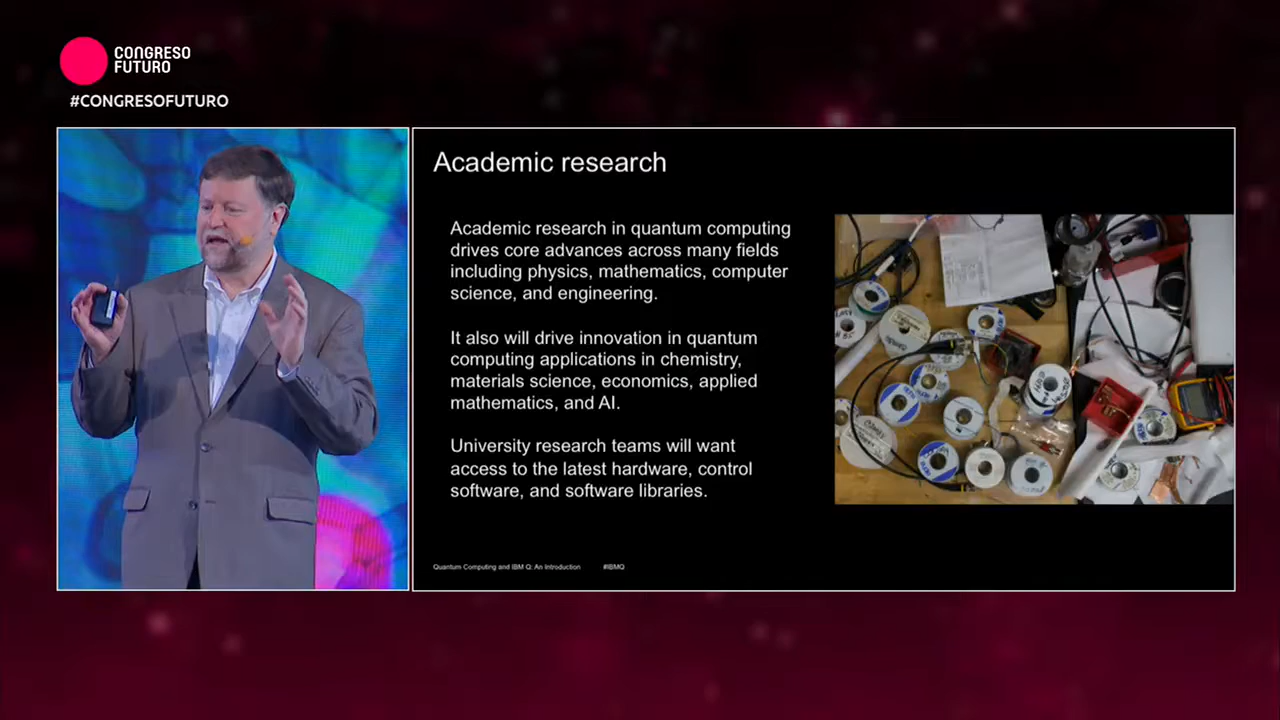 CONGRESO
FUTURO
#CONGRESOFUTURO
Academic research
Academic research in quantum computing
drives core advances across many fields
including physics, mathematics, computer
science, and engineering.
It also will drive innovation in quantum
computing applications in chemistry,
materials science, economics, applied
mathematics, and AI.
University research teams will want
access to the latest hardware, control
software, and software libraries.
Quantum Computing and IBM Q: An Introduction #IBMQ